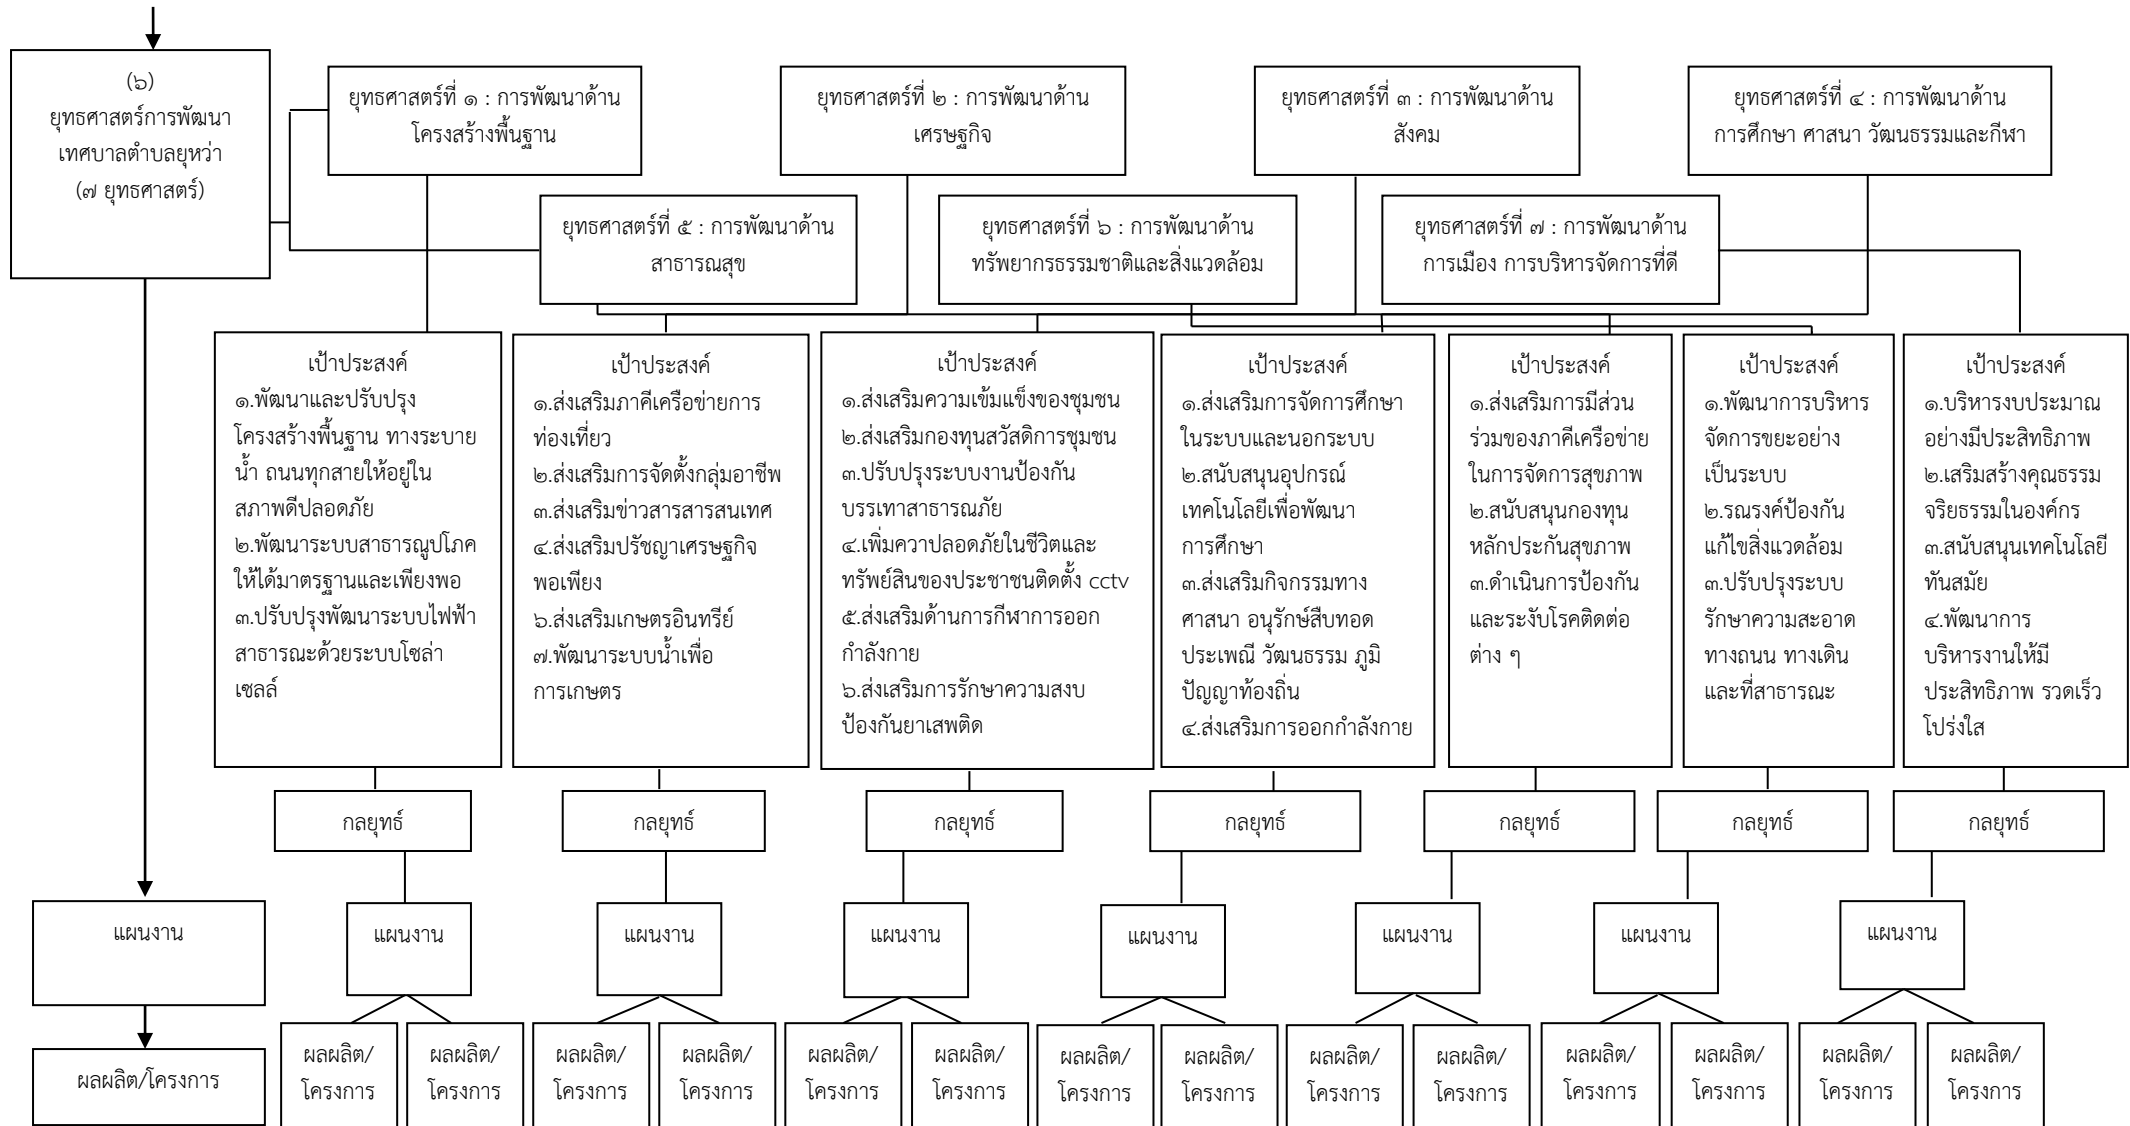 (๖)
ยุทธศาสตร์การพัฒนา
เทศบาลตำบลยุหว่า
(๗ ยุทธศาสตร์)
ยุทธศาสตร์ที่ ๑ : การพัฒนาด้าน
โครงสร้างพื้นฐาน
ยุทธศาสตร์ที่ ๒ : การพัฒนาด้าน
เศรษฐกิจ
ยุทธศาสตร์ที่ ๓ : การพัฒนาด้าน
สังคม
ยุทธศาสตร์ที่ ๔ : การพัฒนาด้าน
การศึกษา ศาสนา วัฒนธรรมและกีฬา
ยุทธศาสตร์ที่ ๕ : การพัฒนาด้าน
สาธารณสุข
ยุทธศาสตร์ที่ ๖ : การพัฒนาด้าน
ทรัพยากรธรรมชาติและสิ่งแวดล้อม
ยุทธศาสตร์ที่ ๗ : การพัฒนาด้าน
การเมือง การบริหารจัดการที่ดี
เป้าประสงค์
๑.พัฒนาและปรับปรุง
โครงสร้างพื้นฐาน ทางระบาย
น้ำ ถนนทุกสายให้อยู่ใน
สภาพดีปลอดภัย
๒.พัฒนาระบบสาธารณูปโภค
ให้ได้มาตรฐานและเพียงพอ
๓.ปรับปรุงพัฒนาระบบไฟฟ้า
สาธารณะด้วยระบบโซล่า
เซลล์
เป้าประสงค์
๑.ส่งเสริมภาคีเครือข่ายการ
ท่องเที่ยว
๒.ส่งเสริมการจัดตั้งกลุ่มอาชีพ
๓.ส่งเสริมข่าวสารสารสนเทศ
๔.ส่งเสริมปรัชญาเศรษฐกิจ
พอเพียง
๖.ส่งเสริมเกษตรอินทรีย์
๗.พัฒนาระบบน้ำเพื่อ
การเกษตร
เป้าประสงค์
๑.ส่งเสริมความเข้มแข็งของชุมชน
๒.ส่งเสริมกองทุนสวัสดิการชุมชน
๓.ปรับปรุงระบบงานป้องกัน
บรรเทาสาธารณภัย
๔.เพิ่มควาปลอดภัยในชีวิตและ
ทรัพย์สินของประชาชนติดตั้ง cctv
๕.ส่งเสริมด้านการกีฬาการออก
กำลังกาย
๖.ส่งเสริมการรักษาความสงบ
ป้องกันยาเสพติด
เป้าประสงค์
๑.ส่งเสริมการจัดการศึกษา
ในระบบและนอกระบบ
๒.สนับสนุนอุปกรณ์
เทคโนโลยีเพื่อพัฒนา
การศึกษา
๓.ส่งเสริมกิจกรรมทาง
ศาสนา อนุรักษ์สืบทอด
ประเพณี วัฒนธรรม ภูมิ
ปัญญาท้องถิ่น
๔.ส่งเสริมการออกกำลังกาย
เป้าประสงค์
๑.ส่งเสริมการมีส่วน
ร่วมของภาคีเครือข่าย
ในการจัดการสุขภาพ
๒.สนับสนุนกองทุน
หลักประกันสุขภาพ
๓.ดำเนินการป้องกัน
และระงับโรคติดต่อ
ต่าง ๆ
เป้าประสงค์
๑.พัฒนาการบริหาร
จัดการขยะอย่าง
เป็นระบบ
๒.รณรงค์ป้องกัน
แก้ไขสิ่งแวดล้อม
๓.ปรับปรุงระบบ
รักษาความสะอาด
ทางถนน ทางเดิน
และที่สาธารณะ
เป้าประสงค์
๑.บริหารงบประมาณ
อย่างมีประสิทธิภาพ
๒.เสริมสร้างคุณธรรม
จริยธรรมในองค์กร
๓.สนับสนุนเทคโนโลยี
ทันสมัย
๔.พัฒนาการ
บริหารงานให้มี
ประสิทธิภาพ รวดเร็ว
โปร่งใส
กลยุทธ์
กลยุทธ์
กลยุทธ์
กลยุทธ์
กลยุทธ์
กลยุทธ์
กลยุทธ์
แผนงาน
แผนงาน
แผนงาน
แผนงาน
แผนงาน
แผนงาน
แผนงาน
แผนงาน
ผลผลิต/โครงการ
ผลผลิต/
โครงการ
ผลผลิต/
โครงการ
ผลผลิต/
โครงการ
ผลผลิต/
โครงการ
ผลผลิต/
โครงการ
ผลผลิต/
โครงการ
ผลผลิต/
โครงการ
ผลผลิต/
โครงการ
ผลผลิต/
โครงการ
ผลผลิต/
โครงการ
ผลผลิต/
โครงการ
ผลผลิต/
โครงการ
ผลผลิต/
โครงการ
ผลผลิต/
โครงการ